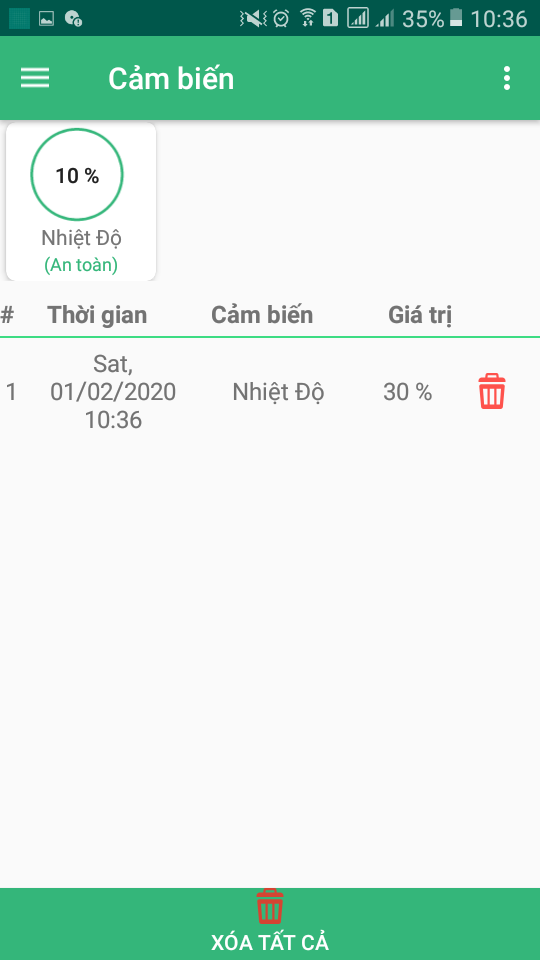 1 35% 10:36
Cảm biến
10 %
Nhiệt Độ
(An toàn)
# Thời gian Cảm biến Giá trị
Sat,
1 01/02/2020 Nhiệt Độ 30 %
10:36
XÓA TẤT CẢ